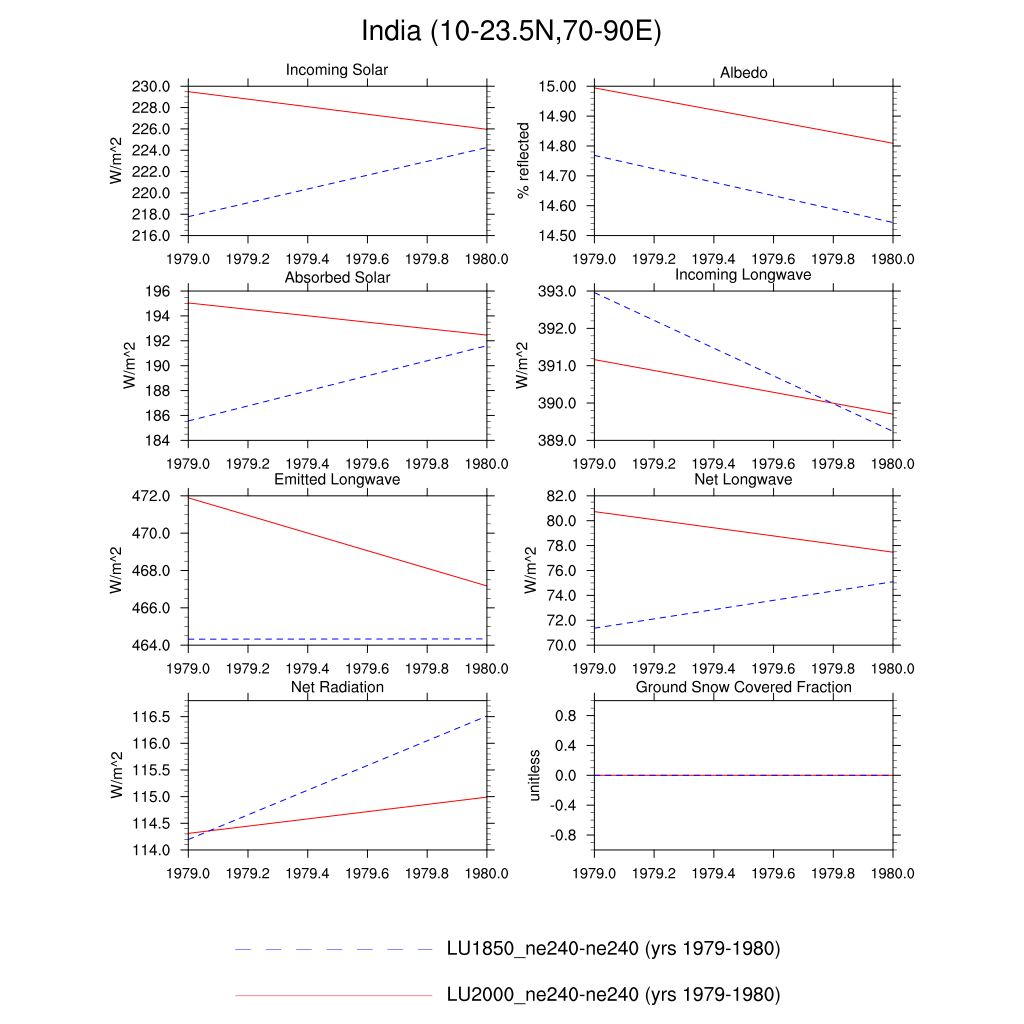 India (10-23.5N,70-90E)
Incoming Solar
W/m^2
230.0
228.0
226.0
224.0
222.0
220.0
218.0
216.0
1979.0 1979.2 1979.4 1979.6 1979.8 1980.0
Albedo
% reflected
15.00
14.90
14.80
14.70
14.60
14.50
1979.0 1979.2 1979.4 1979.6 1979.8 1980.0
Absorbed Solar
W/m^2
196
194
192
190
188
186
184
1979.0 1979.2 1979.4 1979.6 1979.8 1980.0
Incoming Longwave
W/m^2
393.0
392.0
391.0
390.0
389.0
1979.0 1979.2 1979.4 1979.6 1979.8 1980.0
Emitted Longwave
W/m^2
472.0
470.0
468.0
466.0
464.0
1979.0 1979.2 1979.4 1979.6 1979.8 1980.0
Net Longwave
W/m^2
82.0
80.0
78.0
76.0
74.0
72.0
70.0
1979.0 1979.2 1979.4 1979.6 1979.8 1980.0
Net Radiation
W/m^2
116.5
116.0
115.5
115.0
114.5
114.0
1979.0 1979.2 1979.4 1979.6 1979.8 1980.0
Ground Snow Covered Fraction
unitless
0.8
0.4
0.0
-0.4
-0.8
1979.0 1979.2 1979.4 1979.6 1979.8 1980.0
LU1850_ne240-ne240 (yrs 1979-1980)
LU2000_ne240-ne240 (yrs 1979-1980)